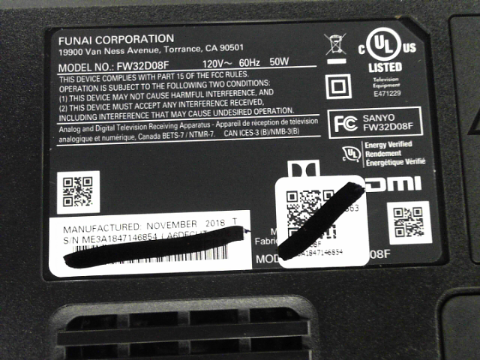 FUNAI CORPORATION
19900 Van Ness Avenue, Torrance, CA 90501
MODEL NO.: FW32D08F 120V~ 60Hz 50W
THIS DEVICE COMPLIES WITH PART 15 OF THE FCC RULES.
OPERATION IS SUBJECT TO THE FOLLOWING TWO CONDITIONS:
(1) THIS DEVICE MAY NOT CAUSE HARMFUL INTERFERENCE, AND
(2) THIS DEVICE MUST ACCEPT ANY INTERFERENCE RECEIVED,
INCLUDING INTERFERENCE THAT MAY CAUSE UNDESIRED OPERATION.
Analog and Digital Television Receiving Apparatus - Appareil de réception de télévision
analogique et numérique, Canada BETS-7 / NTMR-7. CAN ICES-3 (B)/NMB-3(B)
C UL US
LISTED
Television
Equipment
E471229
FC SANYO
FW32D08F
UL Energy Verified
Rendement
Énergétique Vérifié
MANUFACTURED: NOVEMBER 2018 T
S/N ME3A1847146854